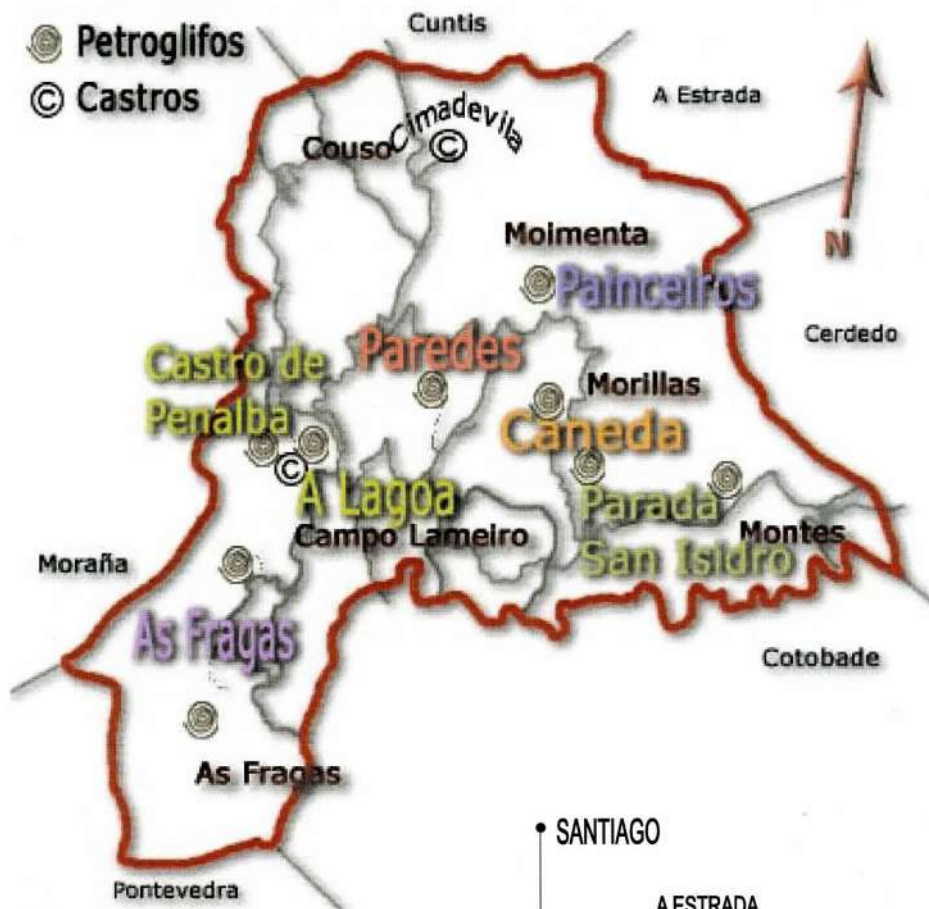 Petroglifos
© Castros
Cuntis
A Estrada
Cimadevila
Couso
©
N
Moimenta
Painceiros
Cerdedo
Castro de
Penalba
Paredes
Morillas
Caneda
©
A Lagoa
Parada
San Isidro
Montes
Campo Lameiro
Moraña
As Fragas
Cotobade
As Fragas
Pontevedra
SANTIAGO
A ESTRADA